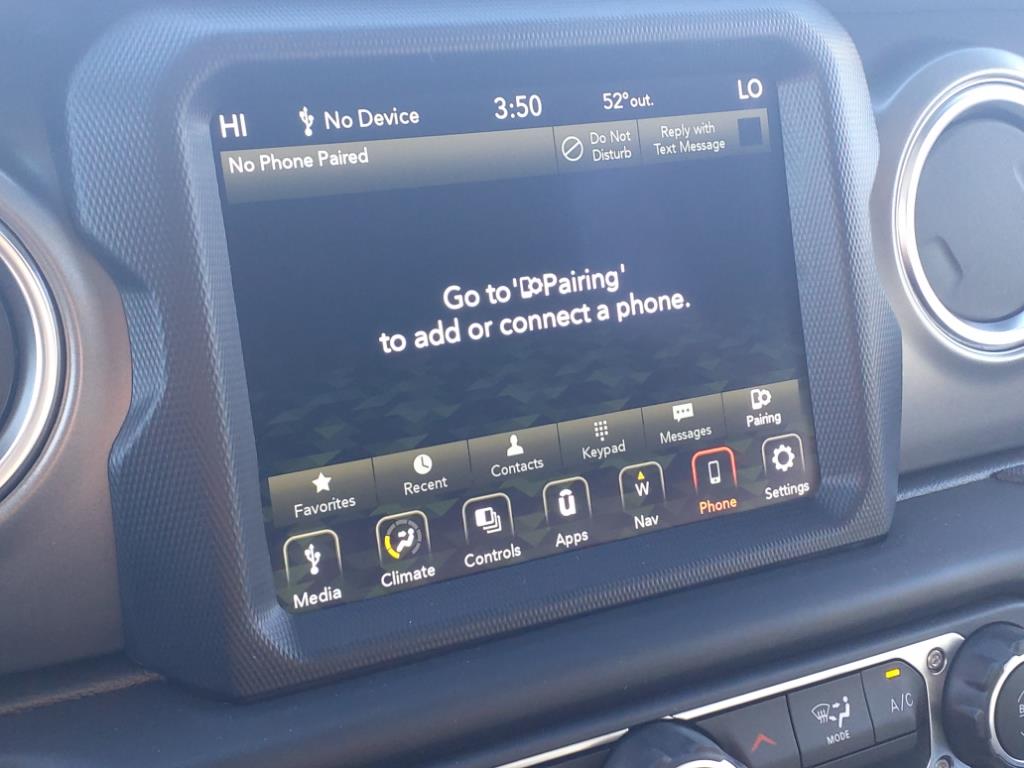 HI
No Device
3:50
52°out.
LO
No Phone Paired
Do Not
Disturb
Reply with
Text Message
Go to 'Pairing'
to add or connect a phone.
Favorites
Recent
Contacts
Keypad
Messages
Pairing
Media
Climate
Controls
Apps
W
Nav
Phone
Settings
MODE
A/C